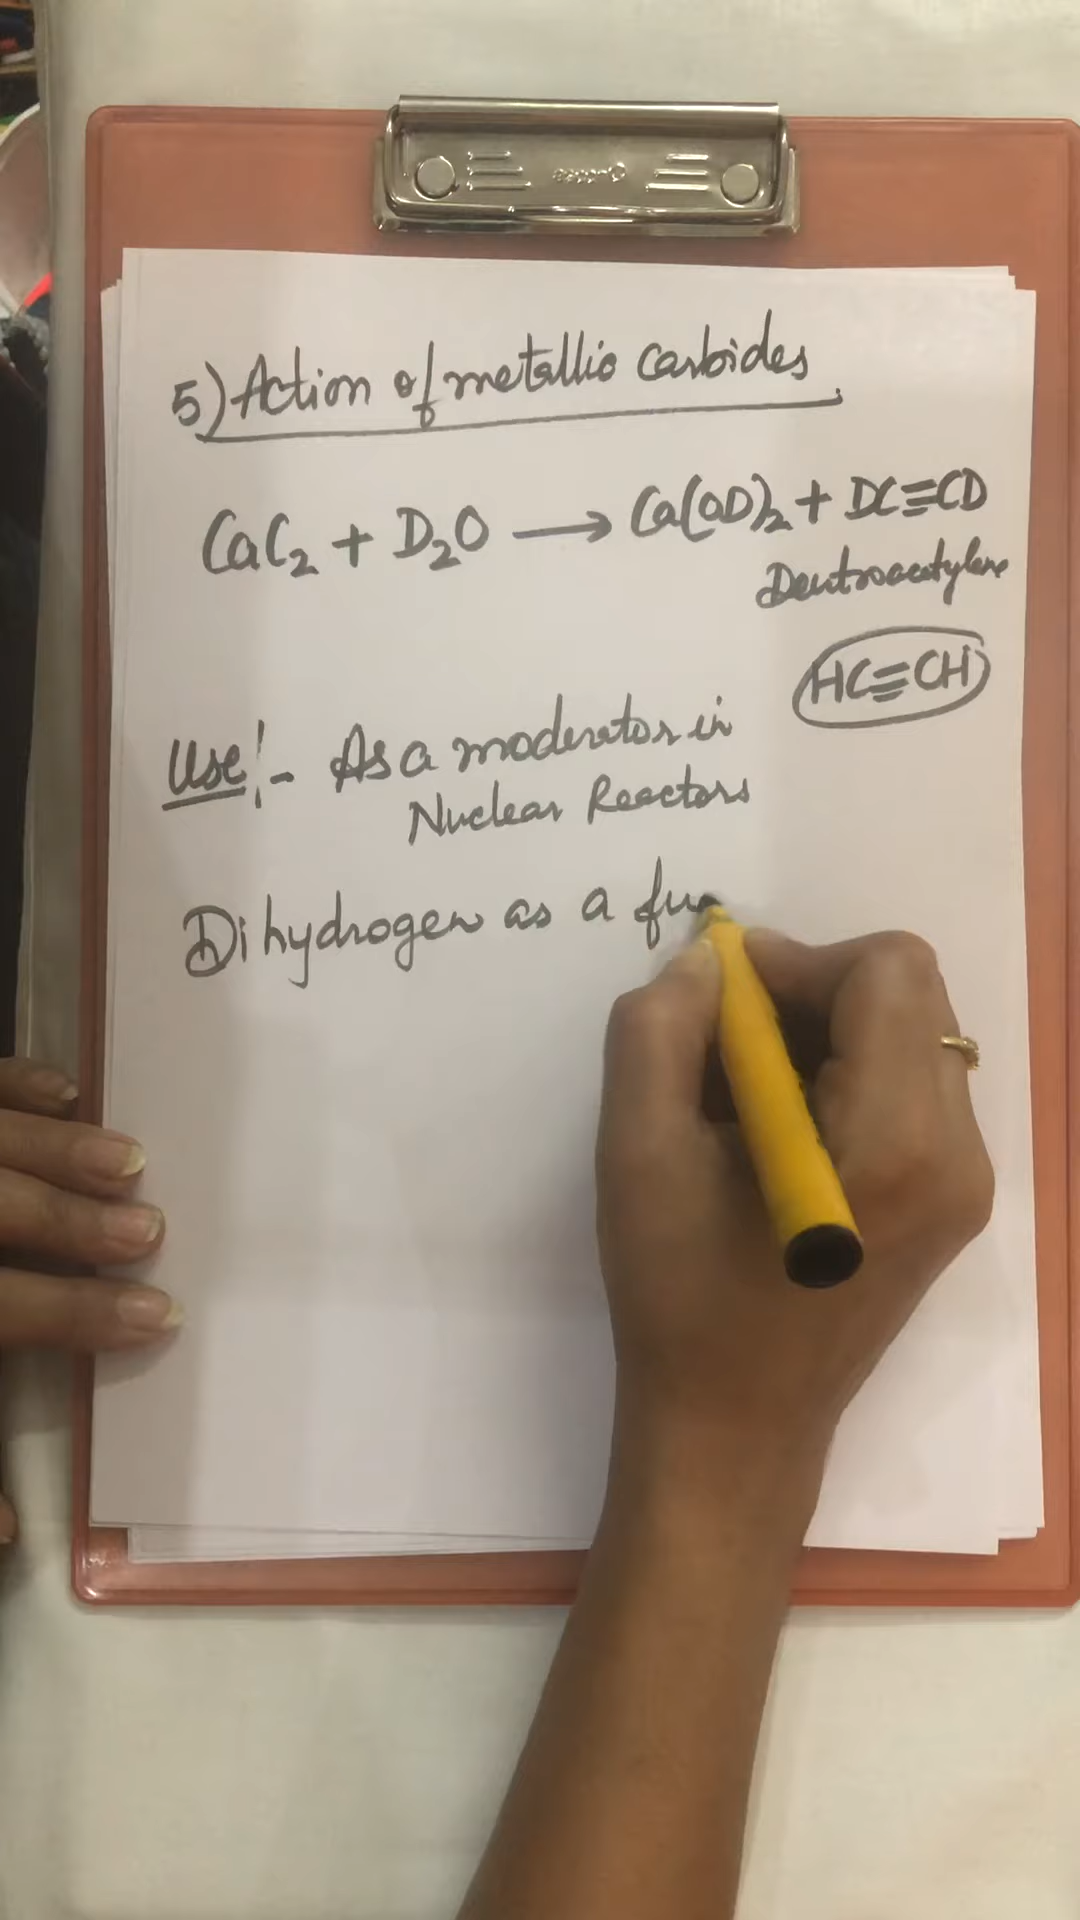 5) Action of metallic carbides
CaC₂ + D₂O ⟶ Ca(OD)₂ + DC≡CD
Deutroacetylene
HC≡CH
Use:- As a moderator in
Nuclear Reactors
Dihydrogen as a fu